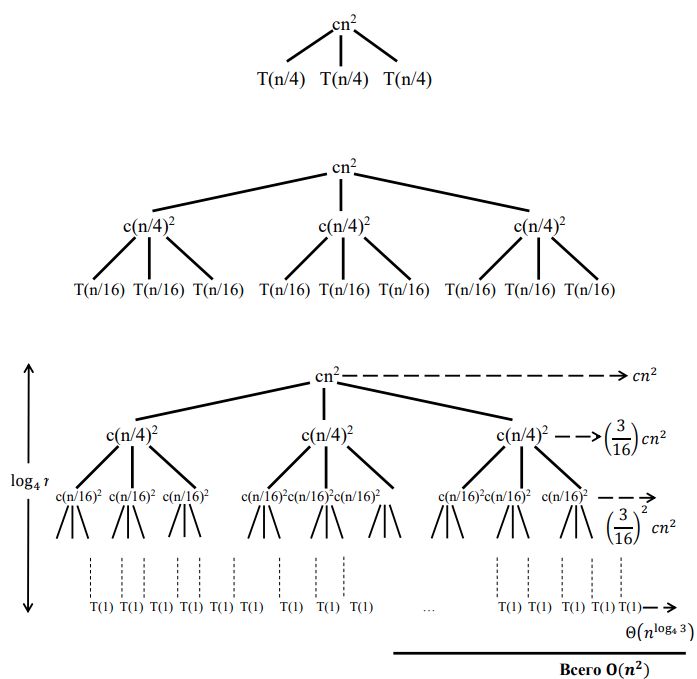 cn²
T(n/4) T(n/4) T(n/4)
cn²
c(n/4)² c(n/4)² c(n/4)²
T(n/16) T(n/16) T(n/16) T(n/16) T(n/16) T(n/16) T(n/16) T(n/16) T(n/16)
cn² cn²
c(n/4)² c(n/4)² c(n/4)² (3/16) cn²
log₄ n
c(n/16)² c(n/16)² c(n/16)² c(n/16)² c(n/16)² c(n/16)² c(n/16)² c(n/16)² c(n/16)²
(3/16)² cn²
T(1) T(1) T(1) T(1) T(1) T(1) T(1) T(1) T(1) ... T(1) T(1) T(1) T(1) T(1)
Θ(n^log₄ 3)
Всего O(n²)